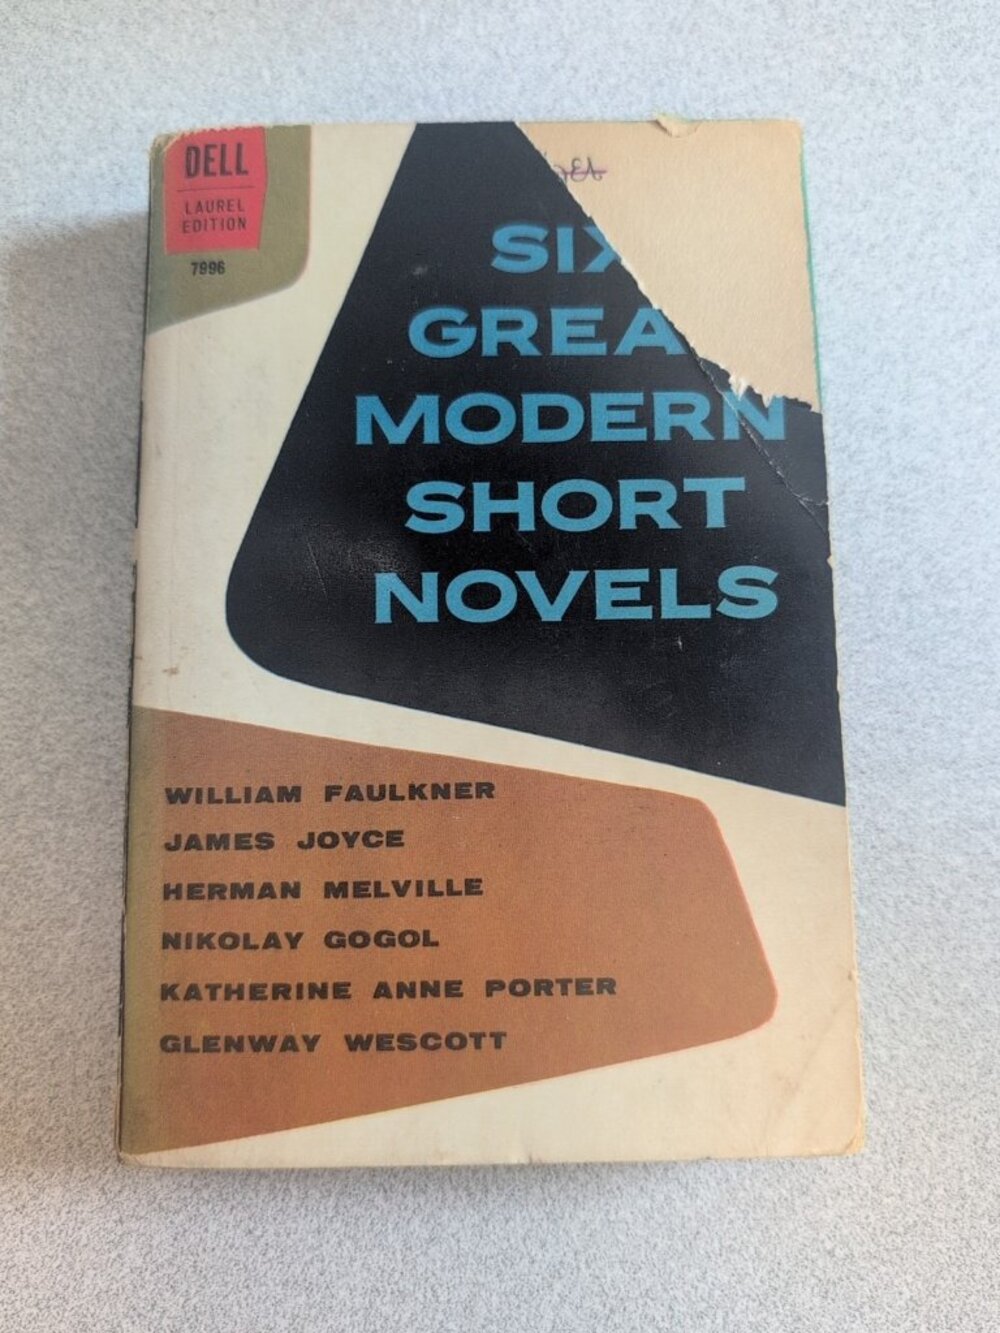 DELL
LAUREL
EDITION
7996
SIX
GREA
MODERN
SHORT
NOVELS
WILLIAM FAULKNER
JAMES JOYCE
HERMAN MELVILLE
NIKOLAY GOGOL
KATHERINE ANNE PORTER
GLENWAY WESCOTT